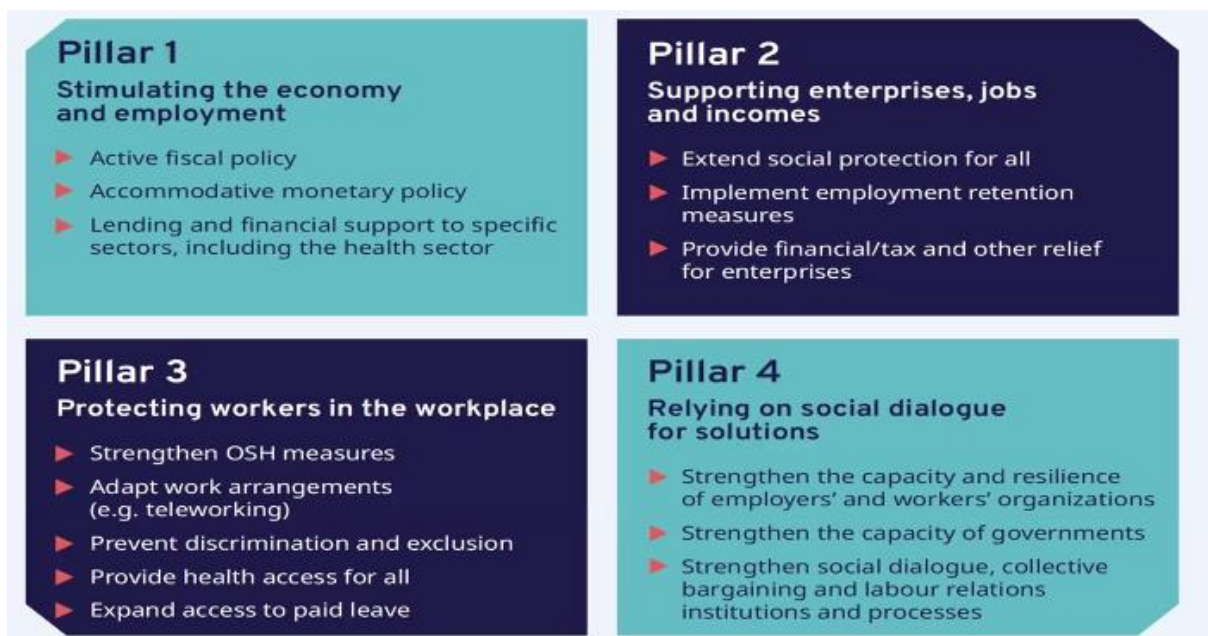 Pillar 1
Stimulating the economy
and employment
Active fiscal policy
Accommodative monetary policy
Lending and financial support to specific
sectors, including the health sector
Pillar 2
Supporting enterprises, jobs
and incomes
Extend social protection for all
Implement employment retention
measures
Provide financial/tax and other relief
for enterprises
Pillar 3
Protecting workers in the workplace
Strengthen OSH measures
Adapt work arrangements
(e.g. teleworking)
Prevent discrimination and exclusion
Provide health access for all
Expand access to paid leave
Pillar 4
Relying on social dialogue
for solutions
Strengthen the capacity and resilience
of employers’ and workers’ organizations
Strengthen the capacity of governments
Strengthen social dialogue, collective
bargaining and labour relations
institutions and processes